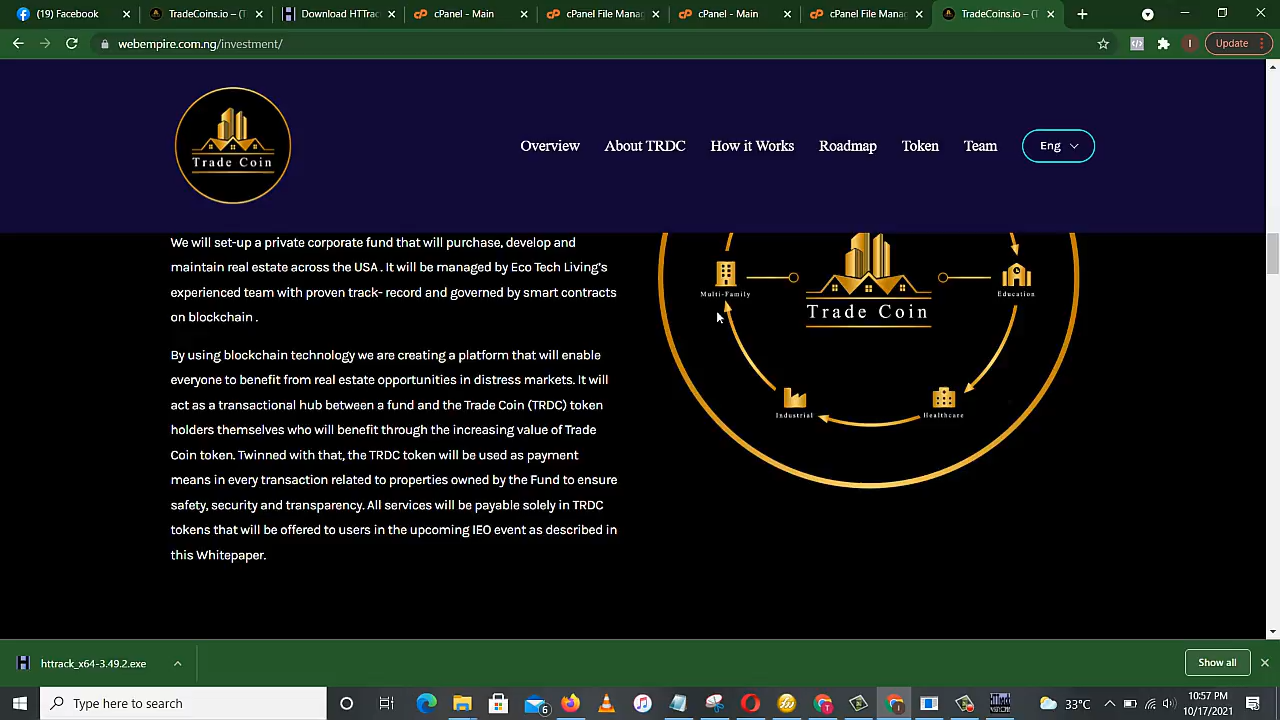 (19) Facebook
TradeCoins.io – (T
Download HTTrac
cPanel - Main
cPanel File Manag
cPanel - Main
cPanel File Manag
TradeCoins.io – (T
webempire.com.ng/investment/
I
Update
Trade Coin
Overview
About TRDC
How it Works
Roadmap
Token
Team
Eng
We will set-up a private corporate fund that will purchase, develop and
maintain real estate across the USA . It will be managed by Eco Tech Living's
experienced team with proven track- record and governed by smart contracts
on blockchain .
By using blockchain technology we are creating a platform that will enable
everyone to benefit from real estate opportunities in distress markets. It will
act as a transactional hub between a fund and the Trade Coin (TRDC) token
holders themselves who will benefit through the increasing value of Trade
Coin token. Twinned with that, the TRDC token will be used as payment
means in every transaction related to properties owned by the Fund to ensure
safety, security and transparency. All services will be payable solely in TRDC
tokens that will be offered to users in the upcoming IEO event as described in
this Whitepaper.
Multi-Family
Trade Coin
Education
Industrial
Healthcare
httrack_x64-3.49.2.exe
Show all
Type here to search
6
33°C
10:57 PM
10/17/2021